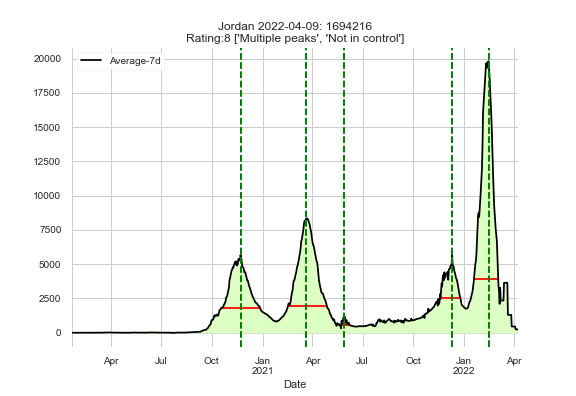 Jordan 2022-04-09: 1694216
Rating:8 ['Multiple peaks', 'Not in control']
Average-7d
20000
17500
15000
12500
10000
7500
5000
2500
0
Apr Jul Oct Jan Apr Jul Oct Jan Apr
2021 2022
Date